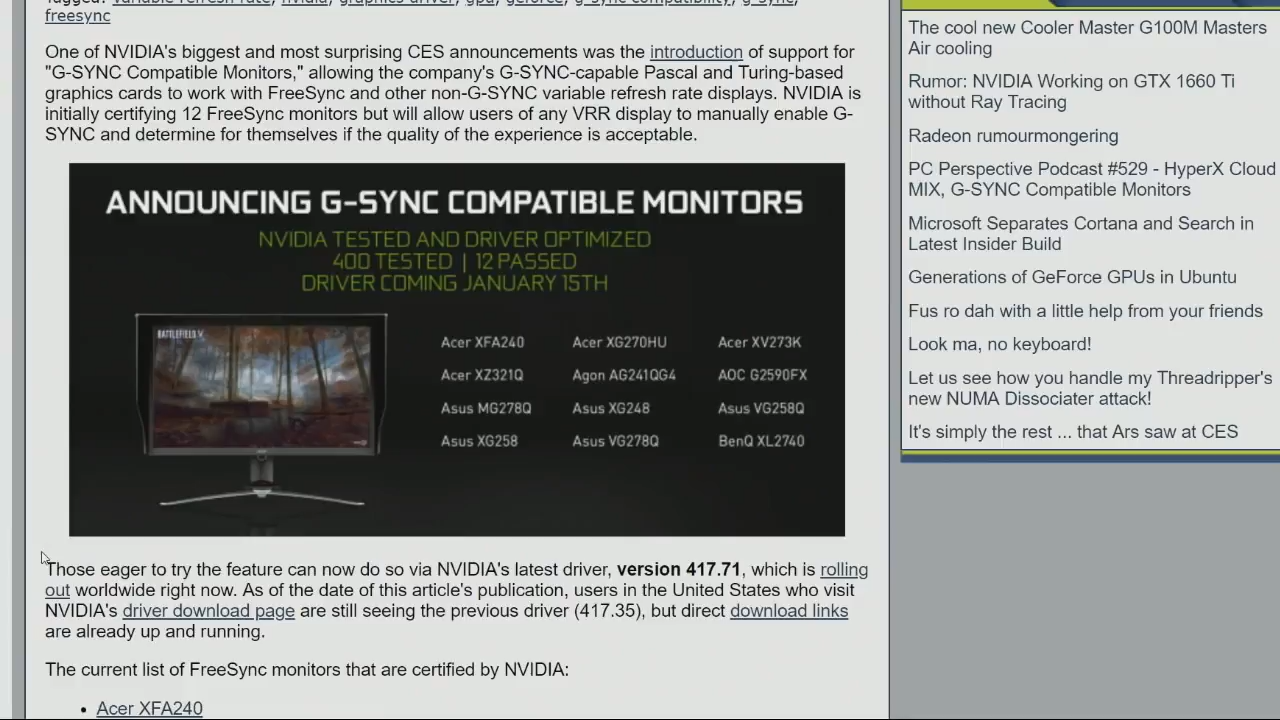 Tagged: variable refresh rate, nvidia, graphics driver, gpu, geforce, g-sync compatibility, g-sync,
freesync
One of NVIDIA's biggest and most surprising CES announcements was the introduction of support for
"G-SYNC Compatible Monitors," allowing the company's G-SYNC-capable Pascal and Turing-based
graphics cards to work with FreeSync and other non-G-SYNC variable refresh rate displays. NVIDIA is
initially certifying 12 FreeSync monitors but will allow users of any VRR display to manually enable G-
SYNC and determine for themselves if the quality of the experience is acceptable.
ANNOUNCING G-SYNC COMPATIBLE MONITORS
NVIDIA TESTED AND DRIVER OPTIMIZED
400 TESTED | 12 PASSED
DRIVER COMING JANUARY 15TH
BATTLEFIELD V
Acer XFA240 Acer XG270HU Acer XV273K
Acer XZ321Q Agon AG241QG4 AOC G2590FX
Asus MG278Q Asus XG248 Asus VG258Q
Asus XG258 Asus VG278Q BenQ XL2740
Those eager to try the feature can now do so via NVIDIA's latest driver, version 417.71, which is rolling
out worldwide right now. As of the date of this article's publication, users in the United States who visit
NVIDIA's driver download page are still seeing the previous driver (417.35), but direct download links
are already up and running.
The current list of FreeSync monitors that are certified by NVIDIA:
• Acer XFA240
The cool new Cooler Master G100M Masters
Air cooling
Rumor: NVIDIA Working on GTX 1660 Ti
without Ray Tracing
Radeon rumourmongering
PC Perspective Podcast #529 - HyperX Cloud
MIX, G-SYNC Compatible Monitors
Microsoft Separates Cortana and Search in
Latest Insider Build
Generations of GeForce GPUs in Ubuntu
Fus ro dah with a little help from your friends
Look ma, no keyboard!
Let us see how you handle my Threadripper's
new NUMA Dissociater attack!
It's simply the rest ... that Ars saw at CES